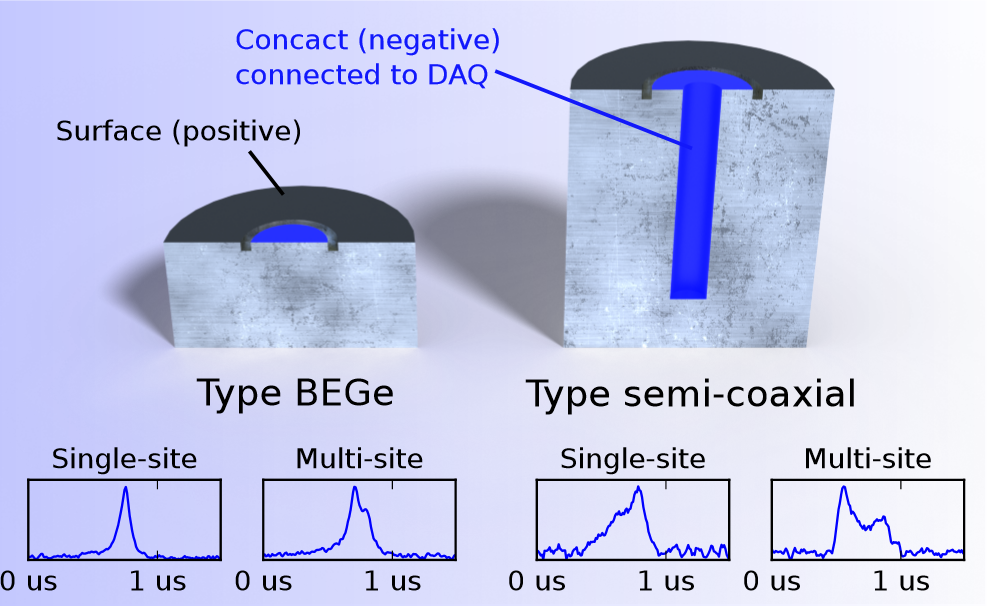 Concact (negative)
connected to DAQ
Surface (positive)
Type BEGe
Type semi-coaxial
Single-site
Multi-site
Single-site
Multi-site
0 us
1 us
0 us
1 us
0 us
1 us
0 us
1 us